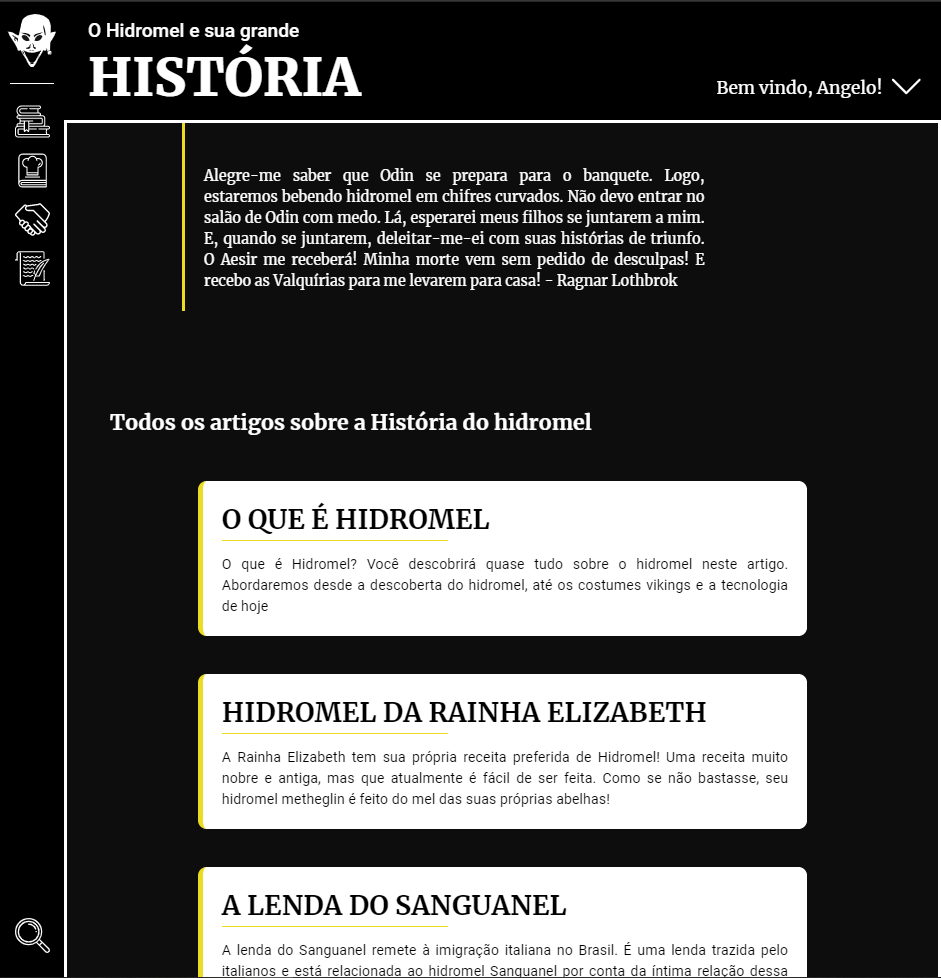 O Hidromel e sua grande
HISTÓRIA
Bem vindo, Angelo!
Alegre-me saber que Odin se prepara para o banquete. Logo,
estaremos bebendo hidromel em chifres curvados. Não devo entrar no
salão de Odin com medo. Lá, esperarei meus filhos se juntarem a mim.
E, quando se juntarem, deleitar-me-ei com suas histórias de triunfo.
O Aesir me receberá! Minha morte vem sem pedido de desculpas! E
recebo as Valquírias para me levarem para casa! - Ragnar Lothbrok
Todos os artigos sobre a História do hidromel
O QUE É HIDROMEL
O que é Hidromel? Você descobrirá quase tudo sobre o hidromel neste artigo.
Abordaremos desde a descoberta do hidromel, até os costumes vikings e a tecnologia
de hoje
HIDROMEL DA RAINHA ELIZABETH
A Rainha Elizabeth tem sua própria receita preferida de Hidromel! Uma receita muito
nobre e antiga, mas que atualmente é fácil de ser feita. Como se não bastasse, seu
hidromel metheglin é feito do mel das suas próprias abelhas!
A LENDA DO SANGUANEL
A lenda do Sanguanel remete à imigração italiana no Brasil. É uma lenda trazida pelo
italianos e está relacionada ao hidromel Sanguanel por conta da íntima relação dessa